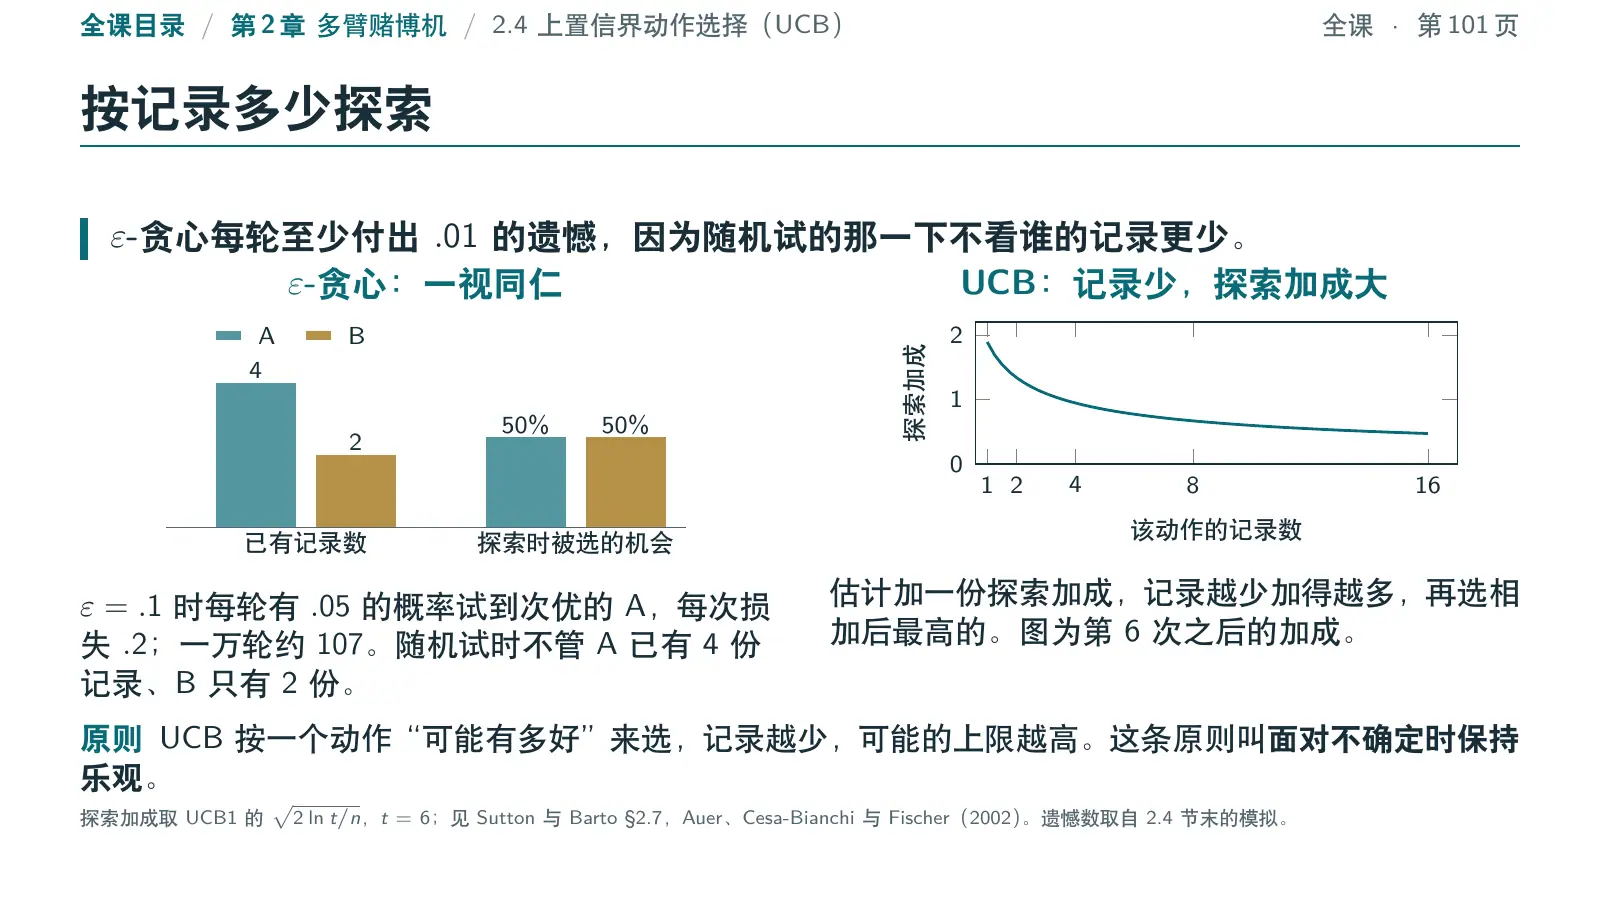 全课目录 / 第 2 章 多臂赌博机 / 2.4 上置信界动作选择（UCB）
全课 · 第 101 页
按记录多少探索
ε-贪心每轮至少付出 .01 的遗憾，因为随机试的那一下不看谁的记录更少。
ε-贪心：一视同仁
A B
4
2
50% 50%
已有记录数 探索时被选的机会
ε = .1 时每轮有 .05 的概率试到次优的 A，每次损
失 .2；一万轮约 107。随机试时不管 A 已有 4 份
记录、B 只有 2 份。
UCB：记录少，探索加成大
探索加成
2
1
0
1 2 4 8 16
该动作的记录数
估计加一份探索加成，记录越少加得越多，再选相
加后最高的。图为第 6 次之后的加成。
原则 UCB 按一个动作 “可能有多好” 来选，记录越少，可能的上限越高。这条原则叫面对不确定时保持
乐观。
探索加成取 UCB1 的 √2 ln t/n，t = 6；见 Sutton 与 Barto §2.7，Auer、Cesa-Bianchi 与 Fischer（2002）。遗憾数取自 2.4 节末的模拟。